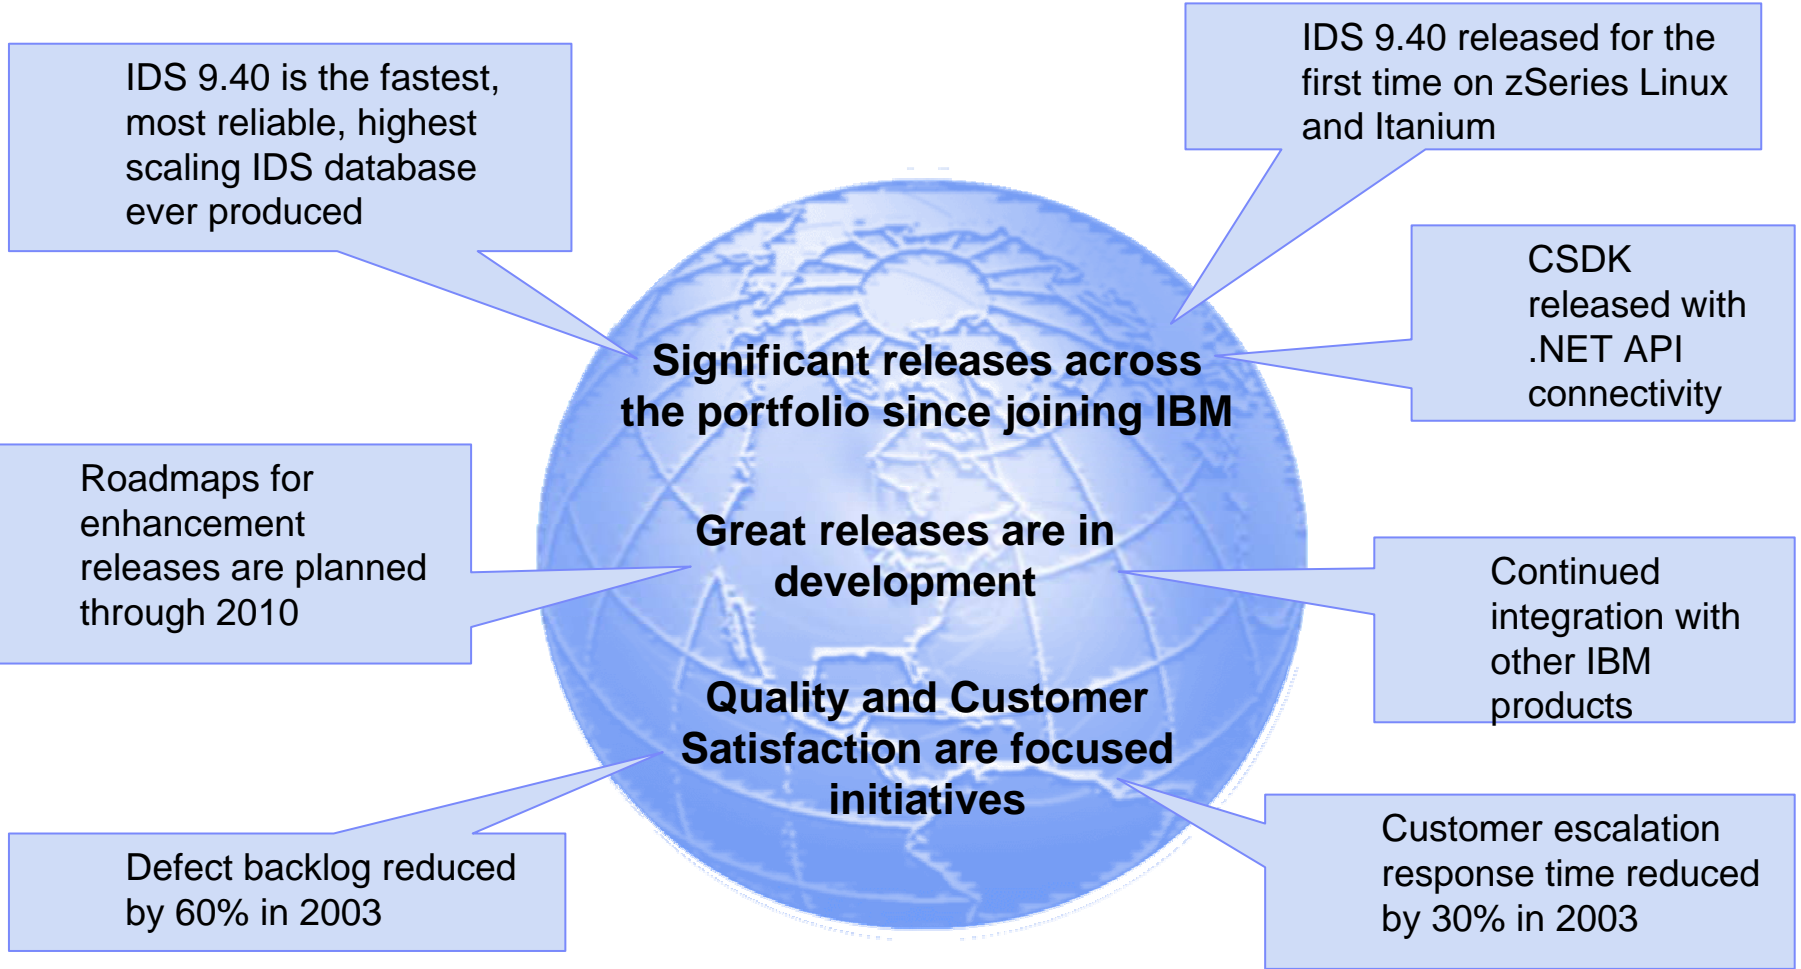 IDS 9.40 is the fastest,
most reliable, highest
scaling IDS database
ever produced
IDS 9.40 released for the
first time on zSeries Linux
and Itanium
CSDK
released with
.NET API
connectivity
Significant releases across
the portfolio since joining IBM
Roadmaps for
enhancement
releases are planned
through 2010
Great releases are in
development
Continued
integration with
other IBM
products
Quality and Customer
Satisfaction are focused
initiatives
Defect backlog reduced
by 60% in 2003
Customer escalation
response time reduced
by 30% in 2003